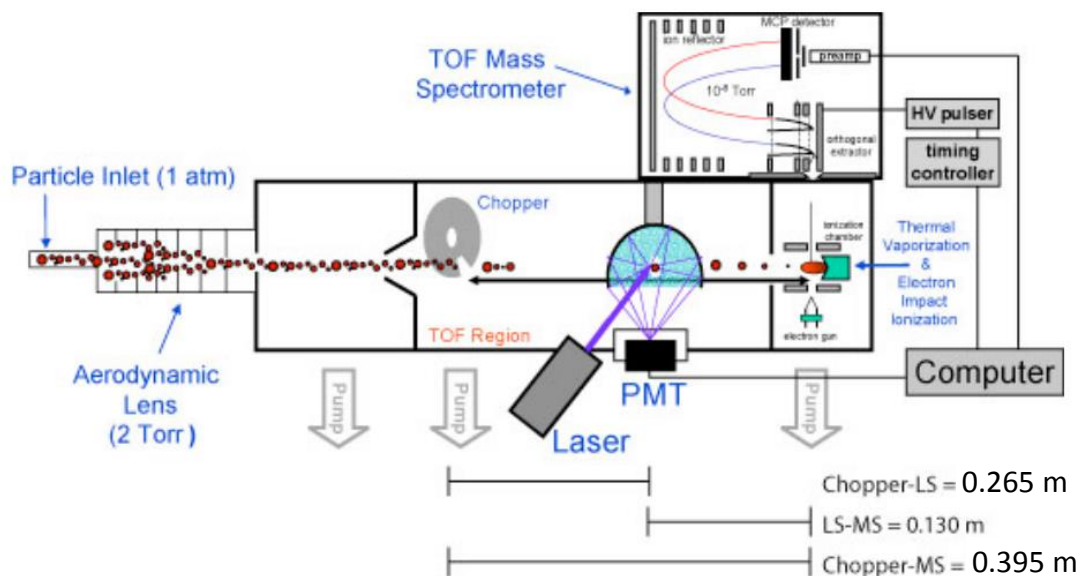 MCP detector
ion reflector
preamp
TOF Mass
Spectrometer
10⁻⁸ Torr
HV pulser
orthogonal
extractor
timing
controller
Particle Inlet (1 atm)
Chopper
ionization
chamber
Thermal
Vaporization
&
Electron
Impact
Ionization
TOF Region
electron gun
Aerodynamic
Lens
(2 Torr)
Pump
Pump
Laser
PMT
Pump
Computer
Chopper-LS = 0.265 m
LS-MS = 0.130 m
Chopper-MS = 0.395 m